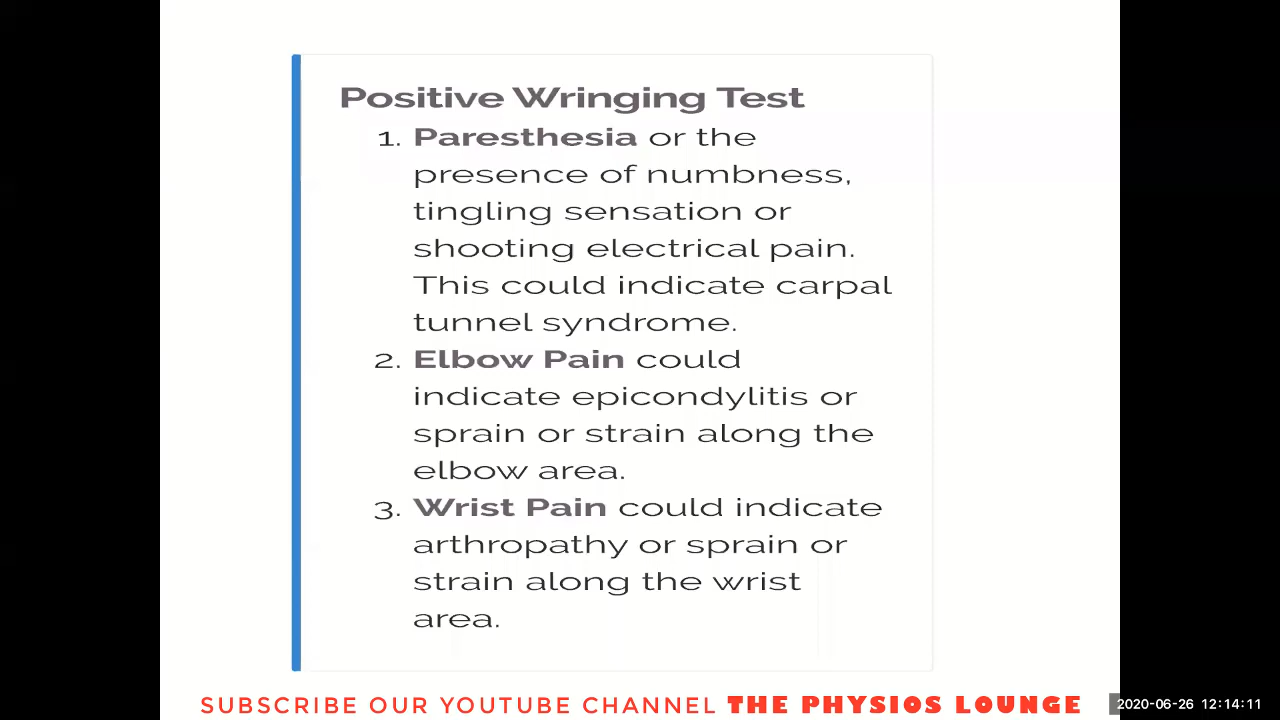 Positive Wringing Test
1. Paresthesia or the
presence of numbness,
tingling sensation or
shooting electrical pain.
This could indicate carpal
tunnel syndrome.
2. Elbow Pain could
indicate epicondylitis or
sprain or strain along the
elbow area.
3. Wrist Pain could indicate
arthropathy or sprain or
strain along the wrist
area.
SUBSCRIBE OUR YOUTUBE CHANNEL THE PHYSIOS LOUNGE
2020-06-26 12:14:11